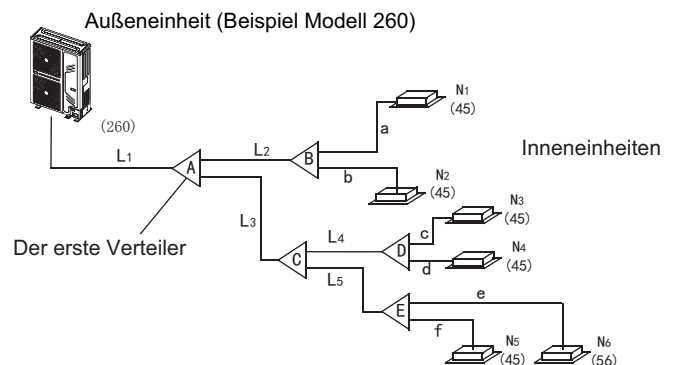 Außeneinheit (Beispiel Modell 260)
(260)
L1
A
L2
B
a
N1
(45)
b
N2
(45)
Inneneinheiten
Der erste Verteiler
L3
C
L4
D
c
N3
(45)
d
N4
(45)
L5
E
e
f
N5
(45)
N6
(56)